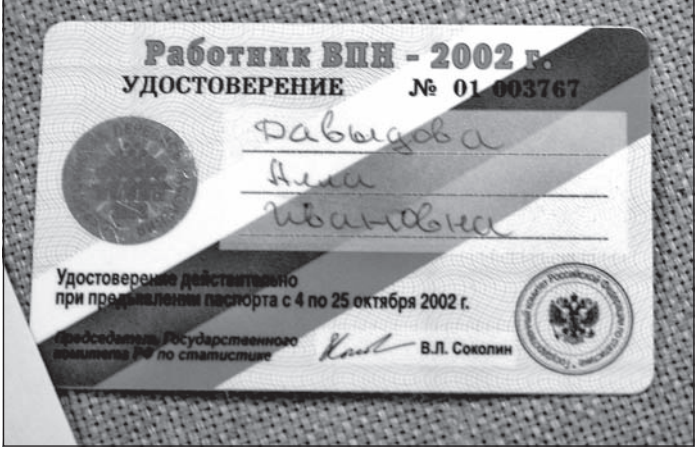 Работник ВПН - 2002 г.
УДОСТОВЕРЕНИЕ № 01 003767
Давыдова
Алла
Ивановна
Удостоверение действительно
при предъявлении паспорта с 4 по 25 октября 2002 г.
Председатель Государственного
комитета РФ по статистике В.Л. Соколин